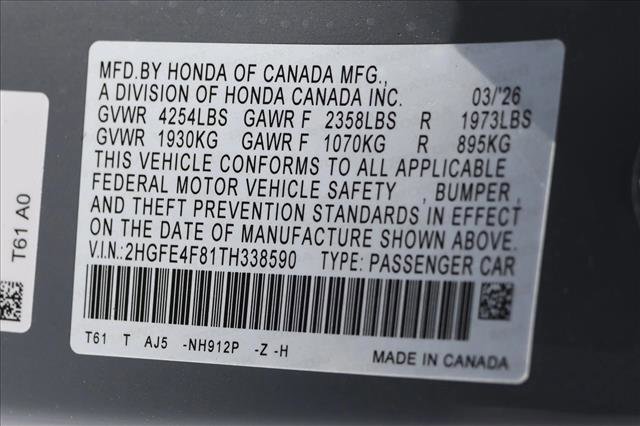 MFD.BY HONDA OF CANADA MFG.,
A DIVISION OF HONDA CANADA INC. 03/'26
GVWR 4254LBS GAWR F 2358LBS R 1973LBS
GVWR 1930KG GAWR F 1070KG R 895KG
THIS VEHICLE CONFORMS TO ALL APPLICABLE
FEDERAL MOTOR VEHICLE SAFETY , BUMPER ,
AND THEFT PREVENTION STANDARDS IN EFFECT
ON THE DATE OF MANUFACTURE SHOWN ABOVE.
V.I.N.:2HGFE4F81TH338590 TYPE:PASSENGER CAR
T61 T AJ5 -NH912P -Z -H
MADE IN CANADA
T61 A0